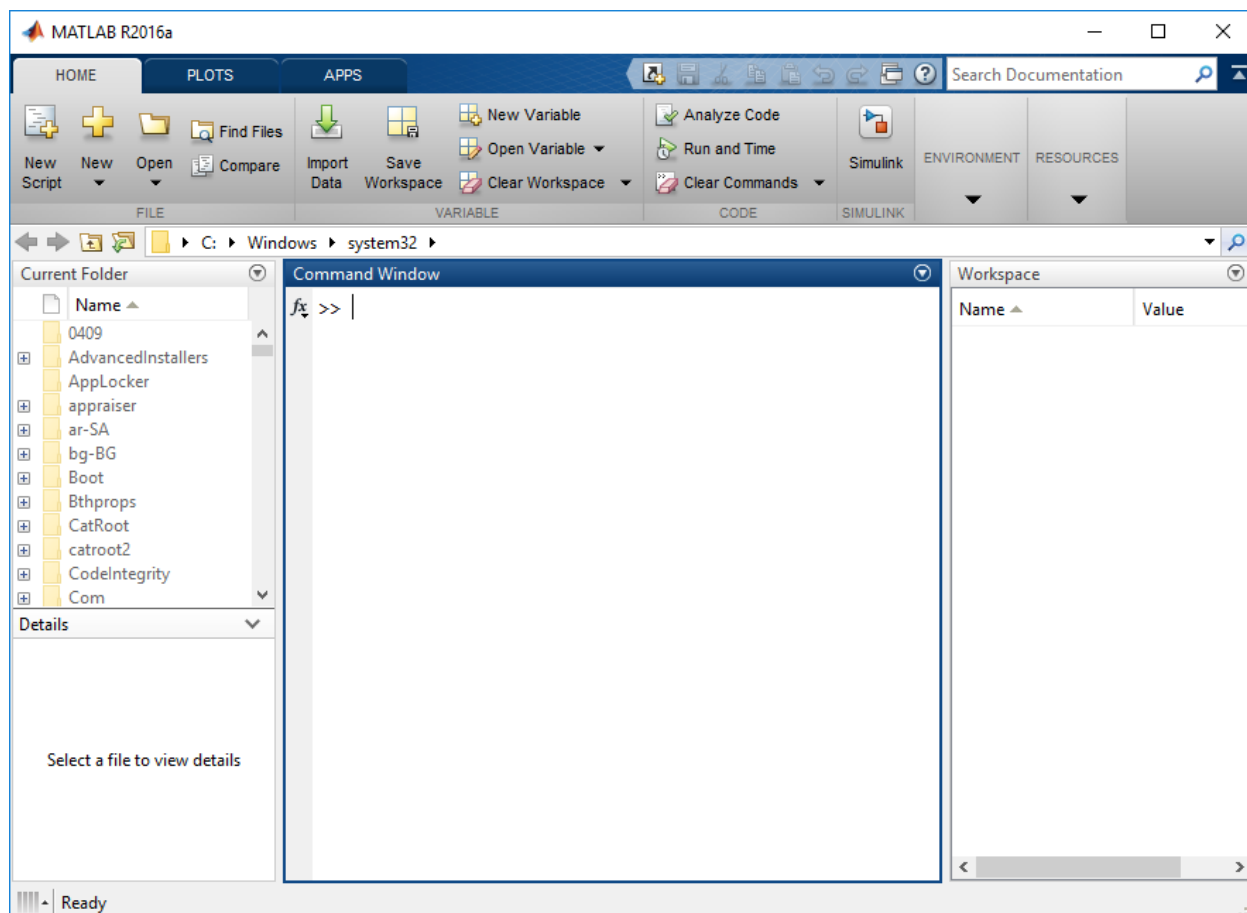 MATLAB R2016a
HOME PLOTS APPS Search Documentation
New Script
New
Open
Find Files
Compare
FILE
Import Data
Save Workspace
New Variable
Open Variable
Clear Workspace
VARIABLE
Analyze Code
Run and Time
Clear Commands
CODE
Simulink
SIMULINK
ENVIRONMENT
RESOURCES
C: Windows system32
Current Folder
Name
0409
AdvancedInstallers
AppLocker
appraiser
ar-SA
bg-BG
Boot
Bthprops
CatRoot
catroot2
CodeIntegrity
Com
Details
Select a file to view details
Command Window
fx >>
Workspace
Name Value
Ready